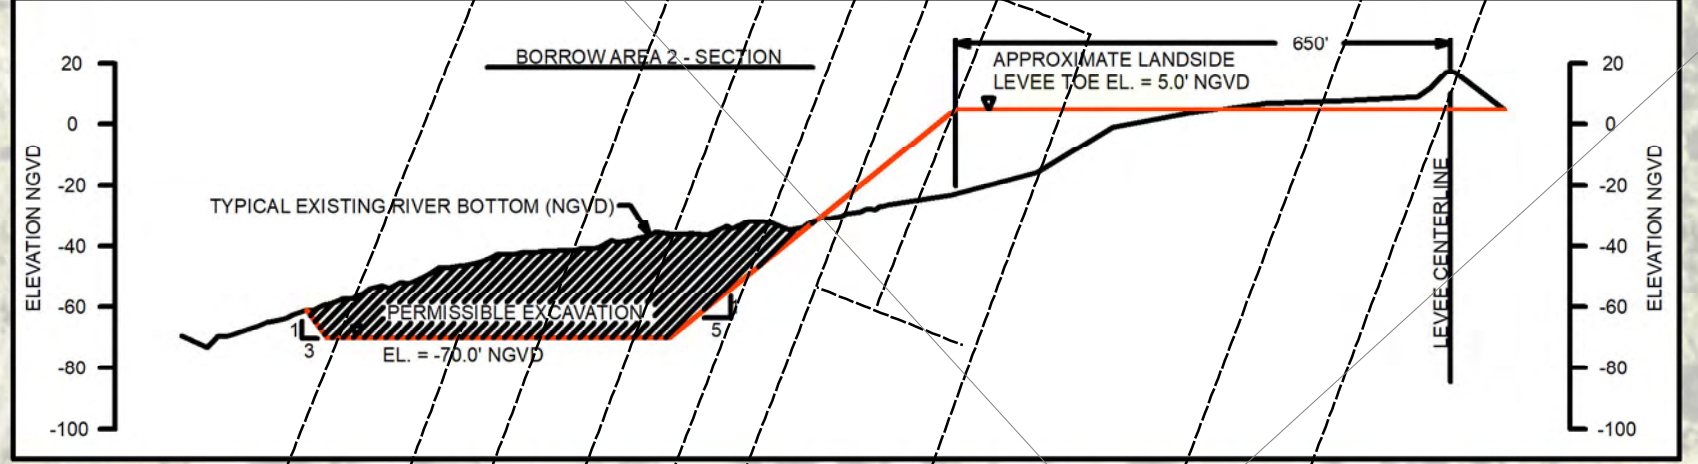 BORROW AREA 2 - SECTION
650'
APPROXIMATE LANDSIDE
LEVEE TOE EL. = 5.0' NGVD
20
0
-20
-40
-60
-80
-100
ELEVATION NGVD
TYPICAL EXISTING RIVER BOTTOM (NGVD)
PERMISSIBLE EXCAVATION
1
3
EL. = -70.0' NGVD
5
LEVEE CENTERLINE
20
0
-20
-40
-60
-80
-100
ELEVATION NGVD